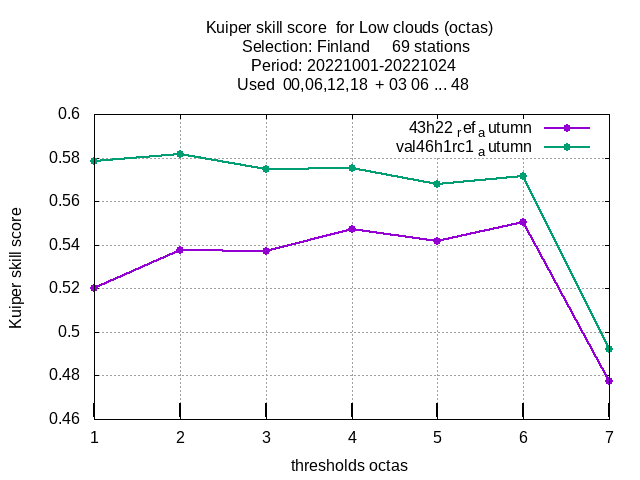 Kuiper skill score  for Low clouds (octas)
Selection: Finland     69 stations
Period: 20221001-20221024
Used  00,06,12,18  + 03 06 ... 48
43h22 ref autumn
val46h1rc1 autumn
0.6
0.58
0.56
0.54
0.52
0.5
0.48
0.46
Kuiper skill score
1 2 3 4 5 6 7
thresholds octas